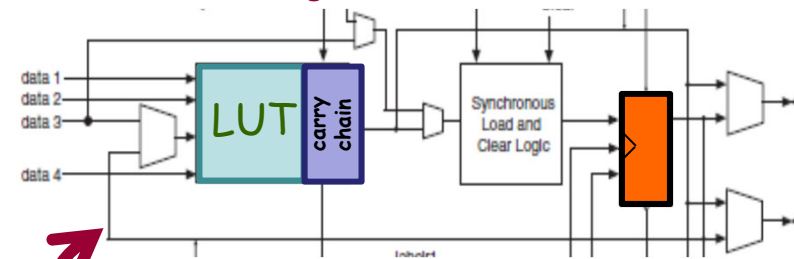 data 1
data 2
data 3
data 4
LUT
carry
chain
Synchronous
Load and
Clear Logic